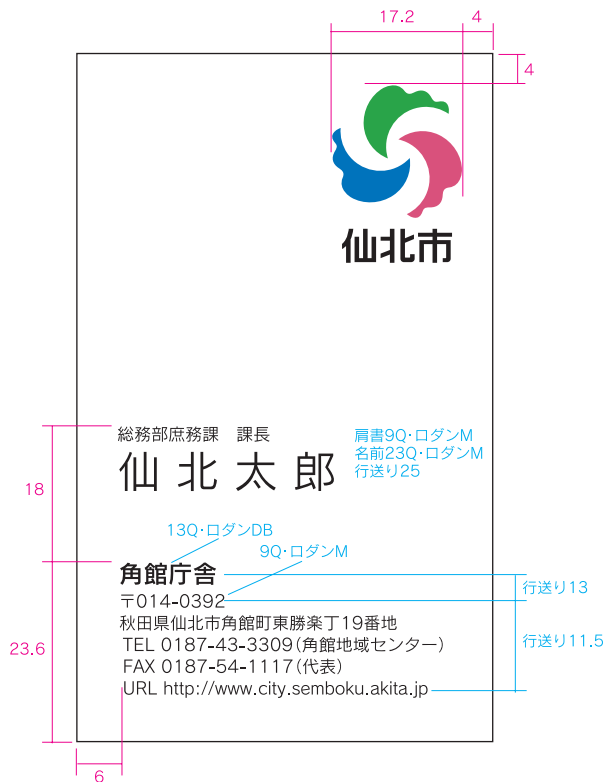 17.2
4
4
仙北市
総務部庶務課　課長
仙北太郎
肩書9Q・ロダンM
名前23Q・ロダンM
行送り25
18
13Q・ロダンDB
9Q・ロダンM
角館庁舎
〒014-0392
秋田県仙北市角館町東勝楽丁19番地
TEL 0187-43-3309(角館地域センター)
FAX 0187-54-1117(代表)
URL http://www.city.semboku.akita.jp
行送り13
行送り11.5
23.6
6